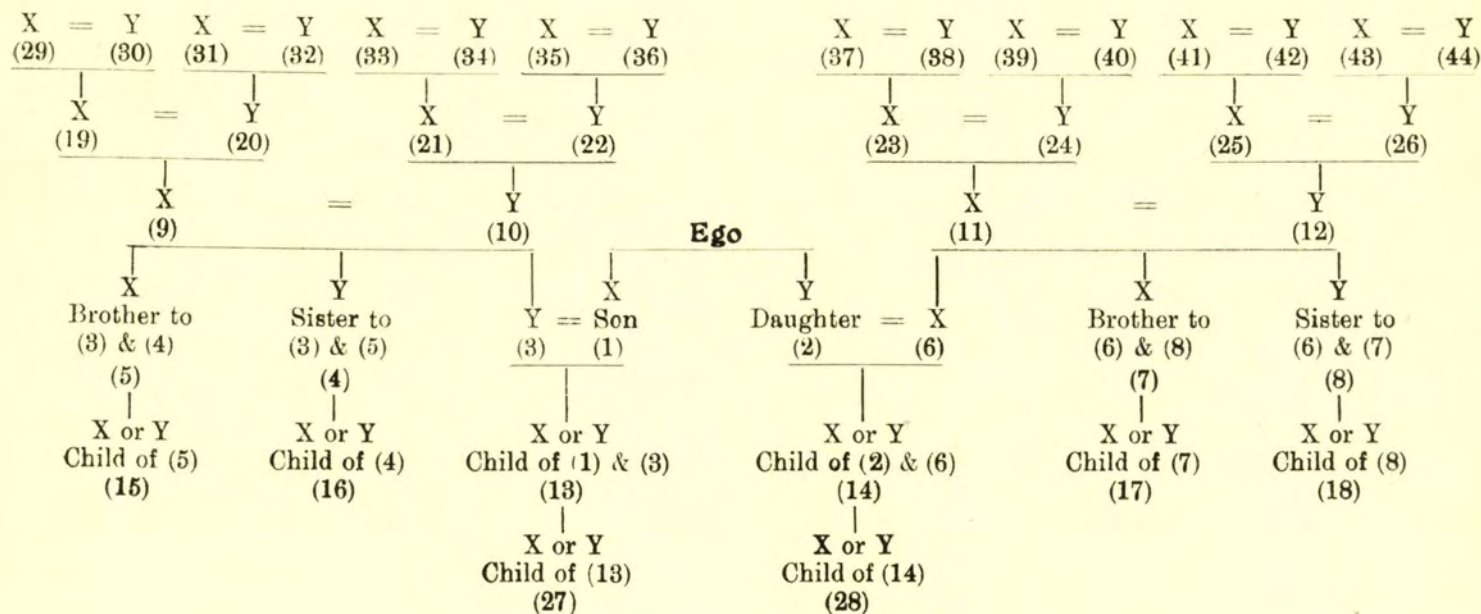 X = Y X = Y X = Y X = Y X = Y X = Y X = Y X = Y
(29) (30) (31) (32) (33) (34) (35) (36) (37) (38) (39) (40) (41) (42) (43) (44)
X = Y X = Y X = Y X = Y
(19) (20) (21) (22) (23) (24) (25) (26)
X = Y X = Y
(9) (10) Ego (11) (12)
X Y X Y X Y
Brother to Sister to Y = Son Daughter = X Brother to Sister to
(3) & (4) (3) & (5) (3) (1) (2) (6) (6) & (8) (6) & (7)
(5) (4) (7) (8)
X or Y X or Y X or Y X or Y X or Y X or Y
Child of (5) Child of (4) Child of (1) & (3) Child of (2) & (6) Child of (7) Child of (8)
(15) (16) (13) (14) (17) (18)
X or Y X or Y
Child of (13) Child of (14)
(27) (28)